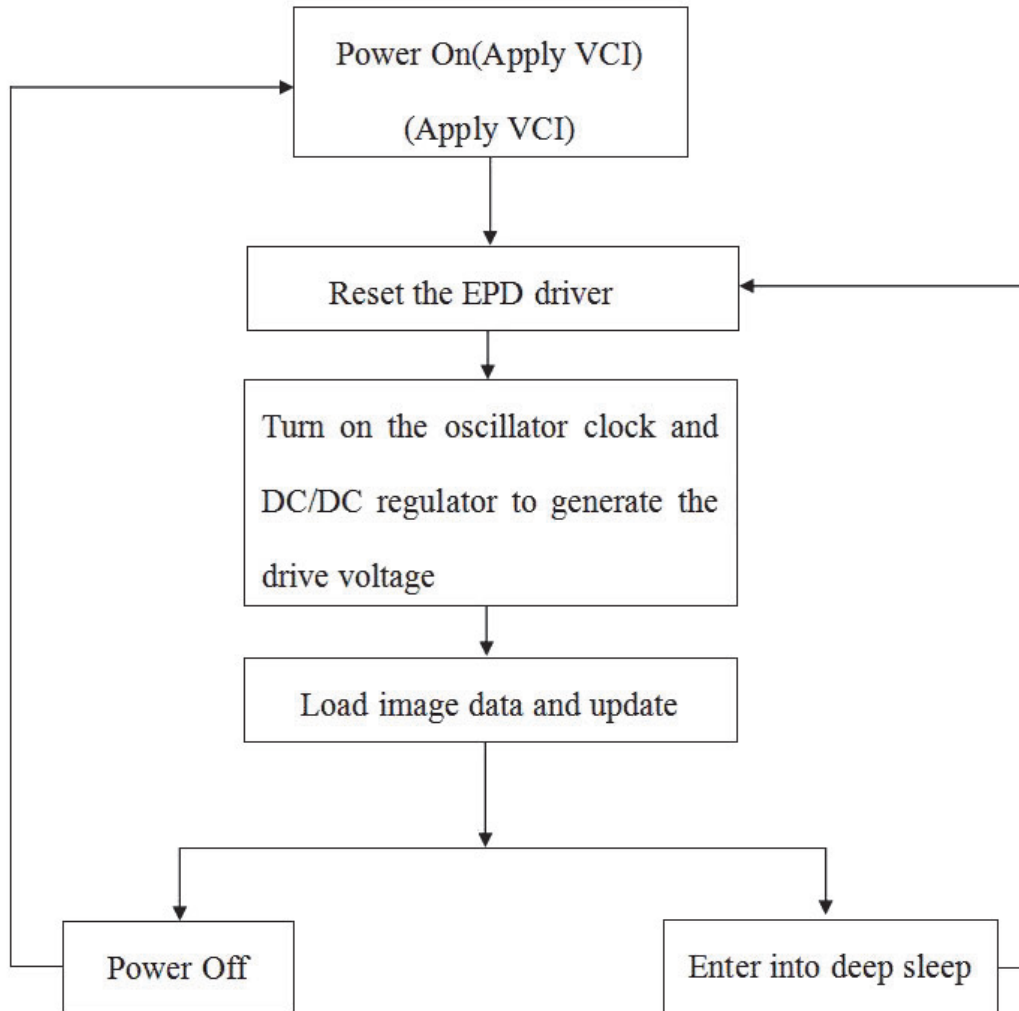 Power On(Apply VCI)
(Apply VCI)
Reset the EPD driver
Turn on the oscillator clock and
DC/DC regulator to generate the
drive voltage
Load image data and update
Power Off
Enter into deep sleep